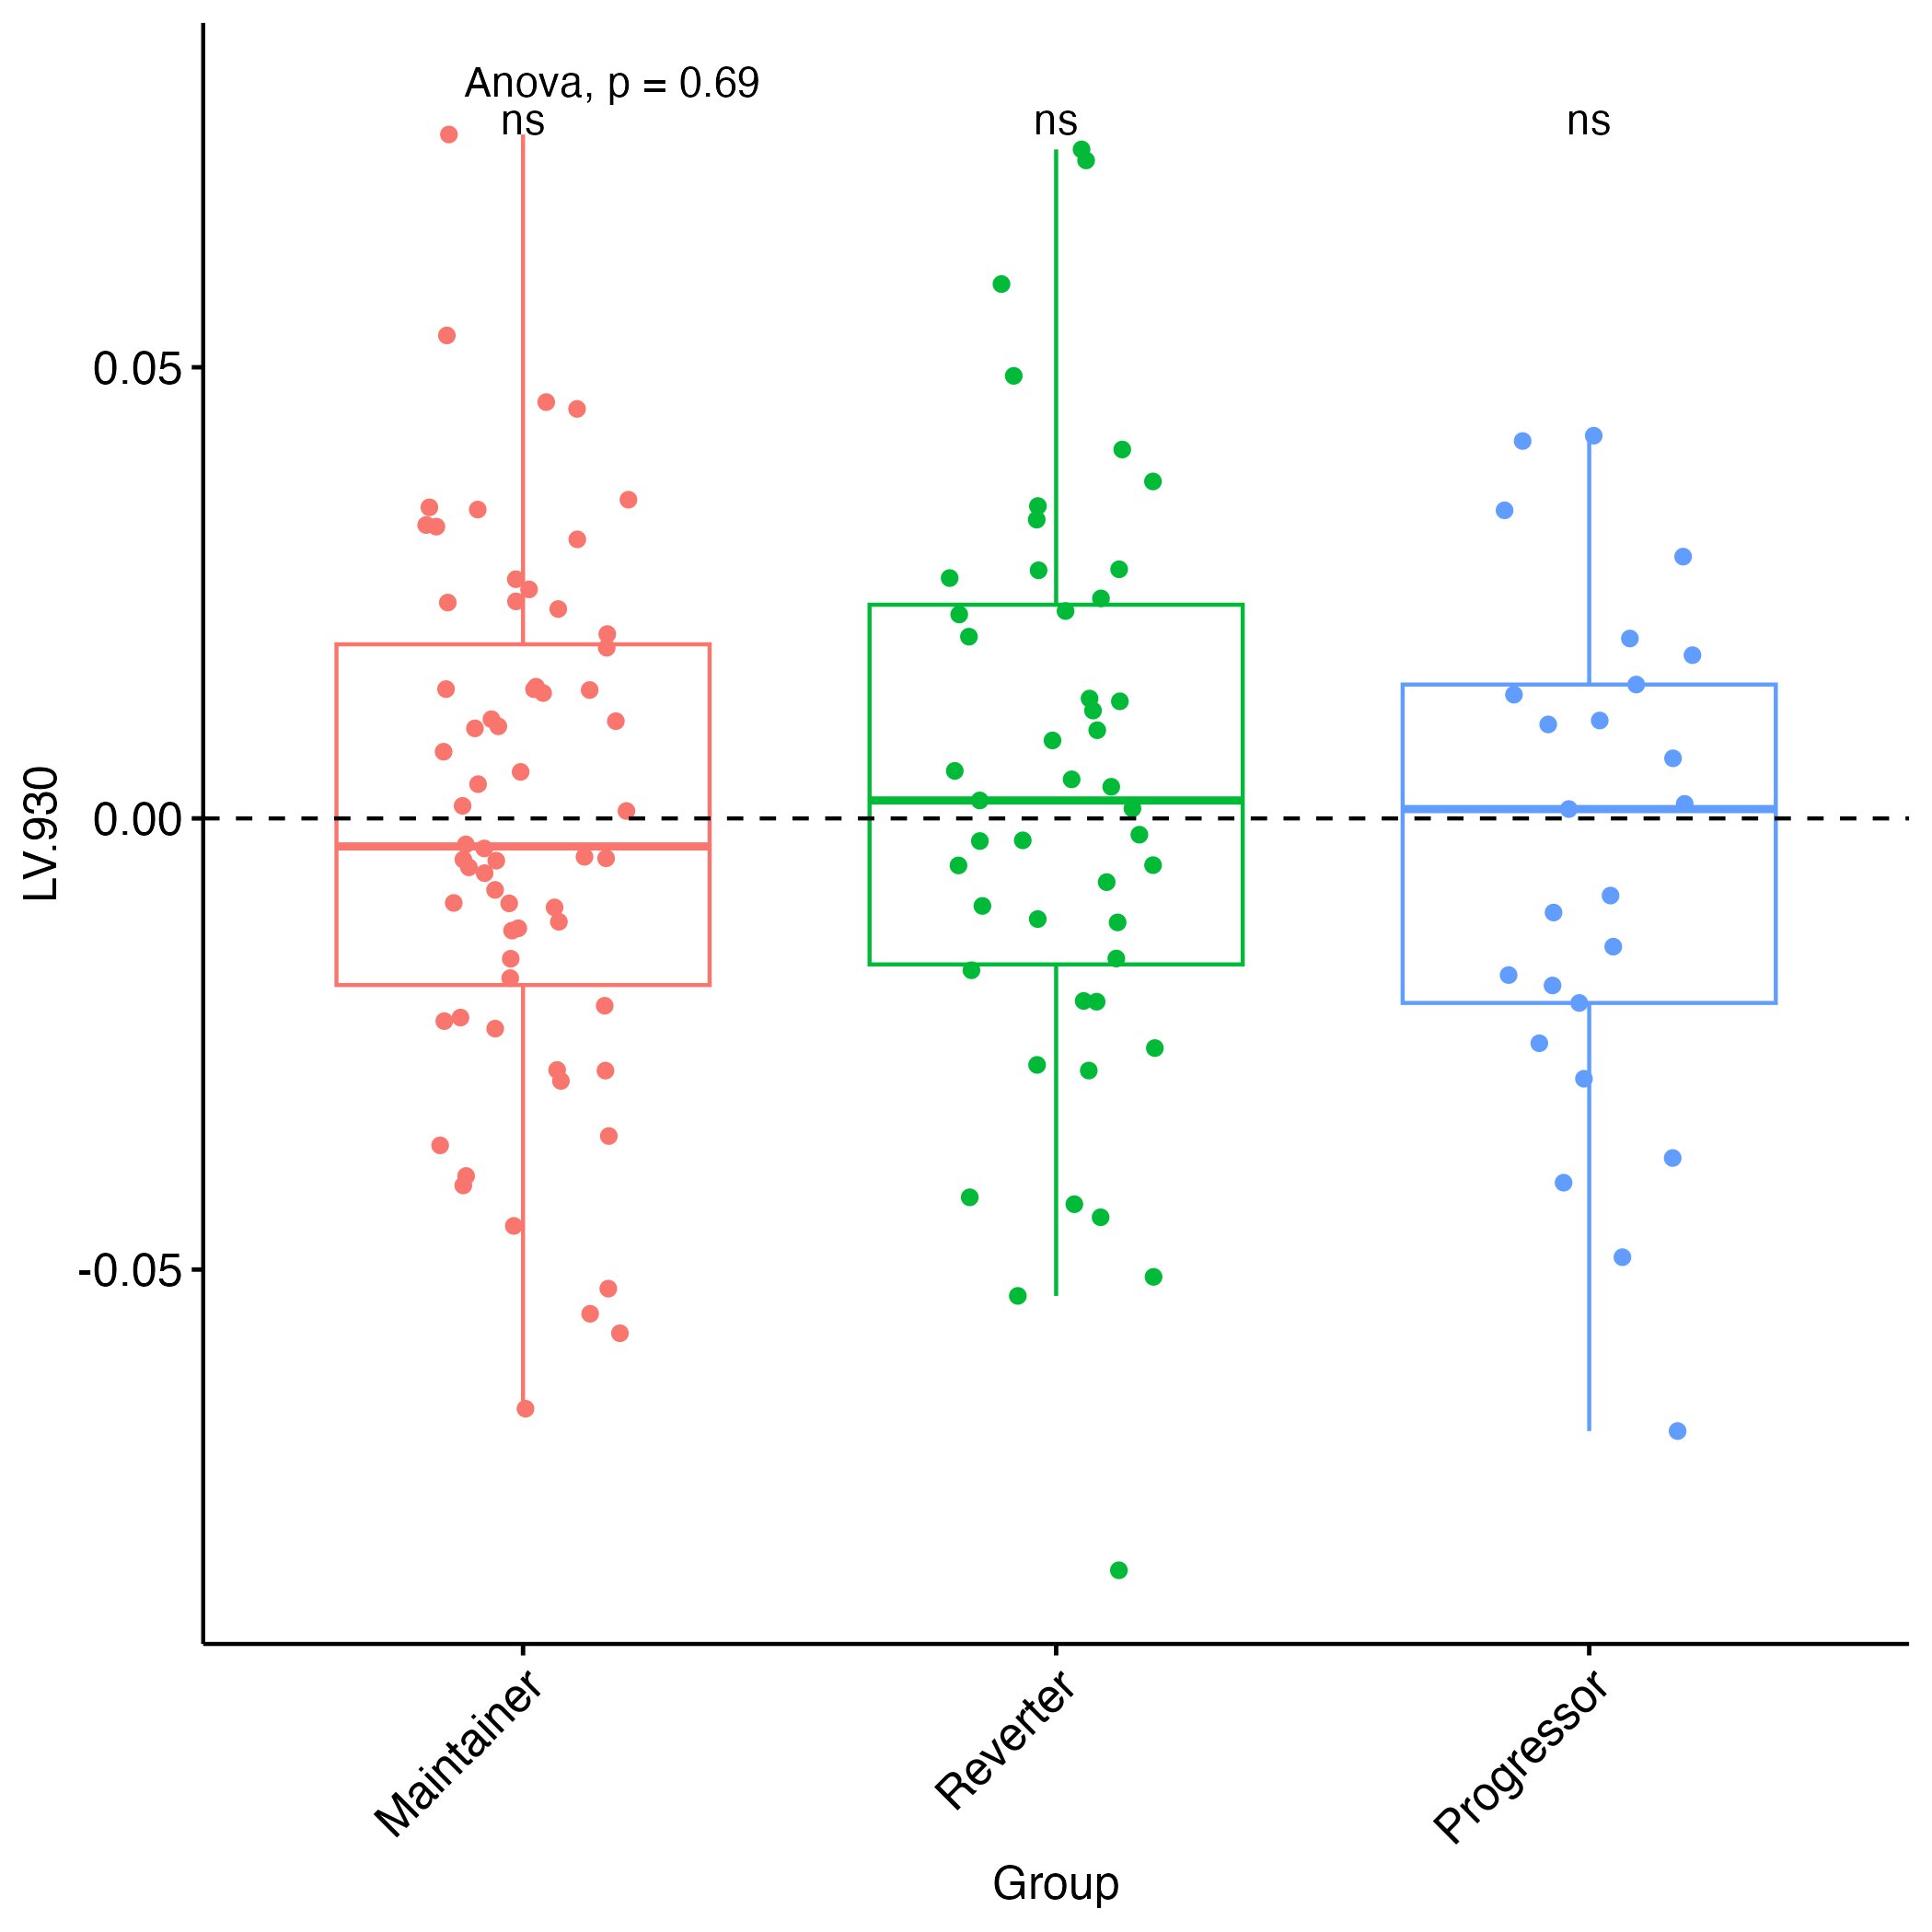 Anova, p = 0.69
ns
ns
ns
0.05
0.00
-0.05
LV.930
Maintainer
Reverter
Progressor
Group